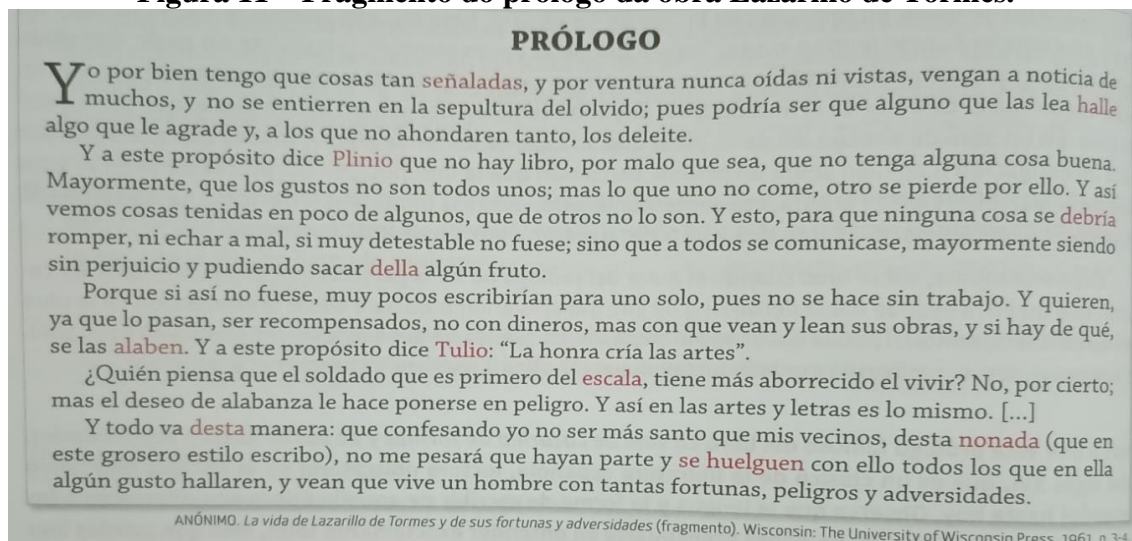 Figura 11 – Fragmento do prólogo da obra Lazarillo de Tormes.
PRÓLOGO
Yo por bien tengo que cosas tan señaladas, y por ventura nunca oídas ni vistas, vengan a noticia de
muchos, y no se entierren en la sepultura del olvido; pues podría ser que alguno que las lea halle
algo que le agrade y, a los que no ahondaren tanto, los deleite.
Y a este propósito dice Plinio que no hay libro, por malo que sea, que no tenga alguna cosa buena.
Mayormente, que los gustos no son todos unos; mas lo que uno no come, otro se pierde por ello. Y así
vemos cosas tenidas en poco de algunos, que de otros no lo son. Y esto, para que ninguna cosa se debría
romper, ni echar a mal, si muy detestable no fuese; sino que a todos se comunicase, mayormente siendo
sin perjuicio y pudiendo sacar della algún fruto.
Porque si así no fuese, muy pocos escribirían para uno solo, pues no se hace sin trabajo. Y quieren,
ya que lo pasan, ser recompensados, no con dineros, mas con que vean y lean sus obras, y si hay de qué,
se las alaben. Y a este propósito dice Tulio: “La honra cría las artes”.
¿Quién piensa que el soldado que es primero del escala, tiene más aborrecido el vivir? No, por cierto;
mas el deseo de alabanza le hace ponerse en peligro. Y así en las artes y letras es lo mismo. [...]
Y todo va desta manera: que confesando yo no ser más santo que mis vecinos, desta nonada (que en
este grosero estilo escribo), no me pesará que hayan parte y se huelguen con ello todos los que en ella
algún gusto hallaren, y vean que vive un hombre con tantas fortunas, peligros y adversidades.
ANÓNIMO. La vida de Lazarillo de Tormes y de sus fortunas y adversidades (fragmento). Wisconsin: The University of Wisconsin Press, 1961, p. 3-4.